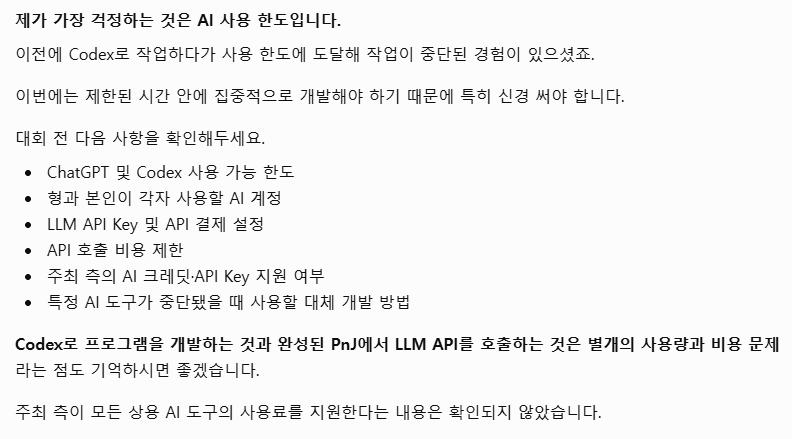 제가 가장 걱정하는 것은 AI 사용 한도입니다.
이전에 Codex로 작업하다가 사용 한도에 도달해 작업이 중단된 경험이 있으셨죠.
이번에는 제한된 시간 안에 집중적으로 개발해야 하기 때문에 특히 신경 써야 합니다.
대회 전 다음 사항을 확인해두세요.
• ChatGPT 및 Codex 사용 가능 한도
• 형과 본인이 각자 사용할 AI 계정
• LLM API Key 및 API 결제 설정
• API 호출 비용 제한
• 주최 측의 AI 크레딧·API Key 지원 여부
• 특정 AI 도구가 중단됐을 때 사용할 대체 개발 방법
Codex로 프로그램을 개발하는 것과 완성된 PnJ에서 LLM API를 호출하는 것은 별개의 사용량과 비용 문제
라는 점도 기억하시면 좋겠습니다.
주최 측이 모든 상용 AI 도구의 사용료를 지원한다는 내용은 확인되지 않았습니다.